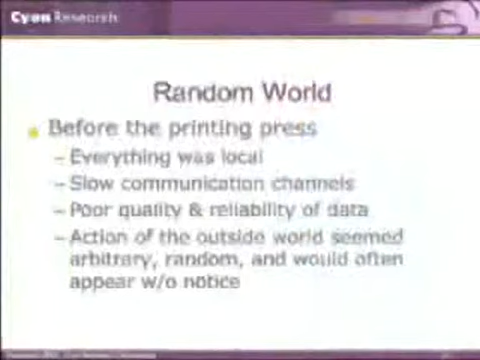 Cyon Research
Random World
Before the printing press
– Everything was local
– Slow communication channels
– Poor quality & reliability of data
– Action of the outside world seemed
arbitrary, random, and would often
appear w/o notice